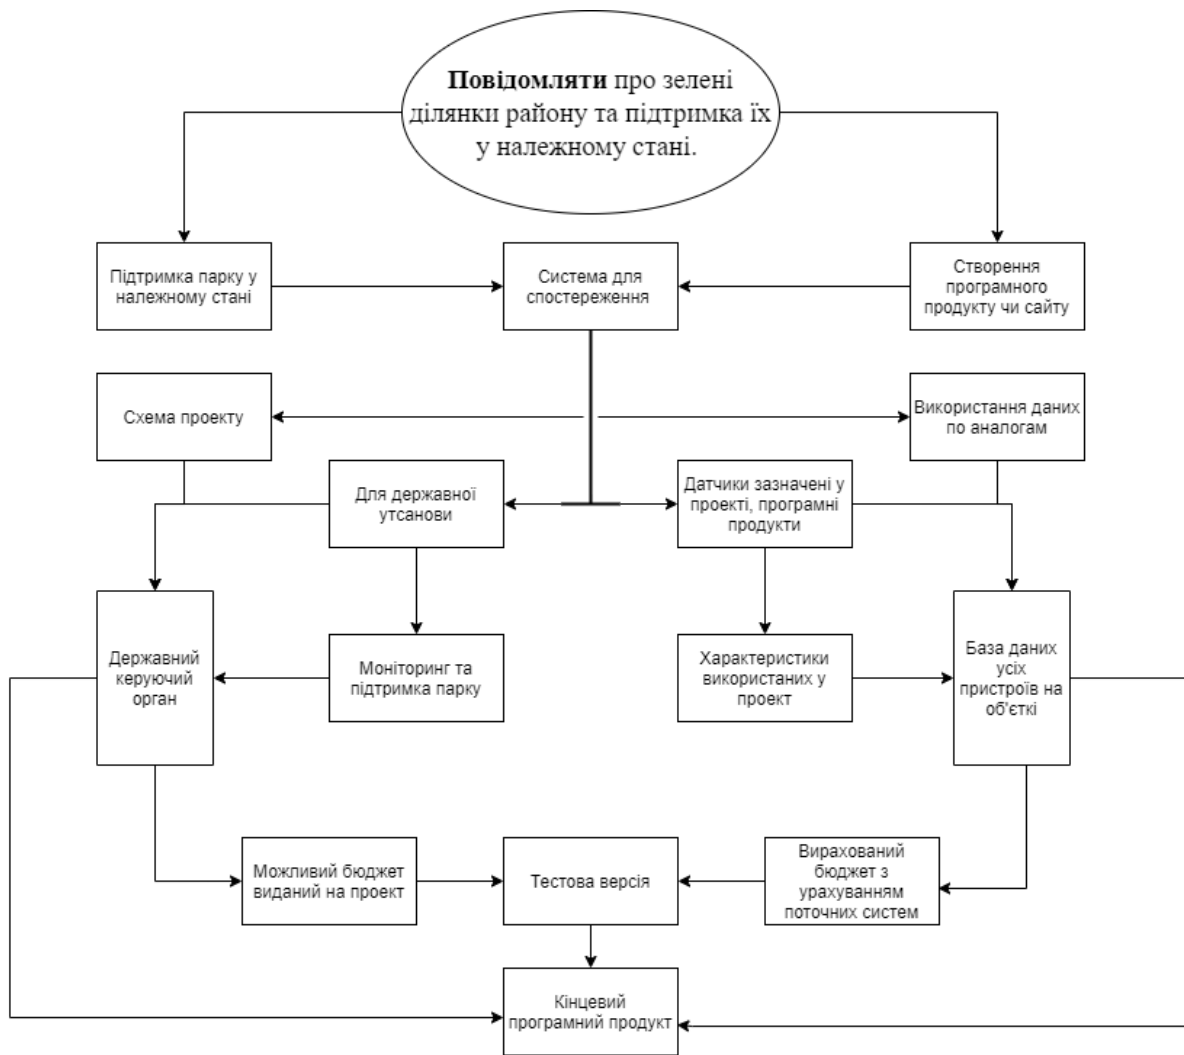 Повідомляти про зелені
ділянки району та підтримка їх
у належному стані.
Підтримка парку у
належному стані
Система для
спостереження
Створення
програмного
продукту чи сайту
Схема проекту
Використання даних
по аналогам
Для державної
утсанови
Датчики зазначені у
проекті, програмні
продукти
Державний
керуючий
орган
Моніторинг та
підтримка парку
Характеристики
використаних у
проект
База даних
усіх
пристроїв на
об'єткі
Можливий бюджет
виданий на проект
Тестова версія
Вирахований
бюджет з
урахуванням
поточних систем
Кінцевий
програмний продукт